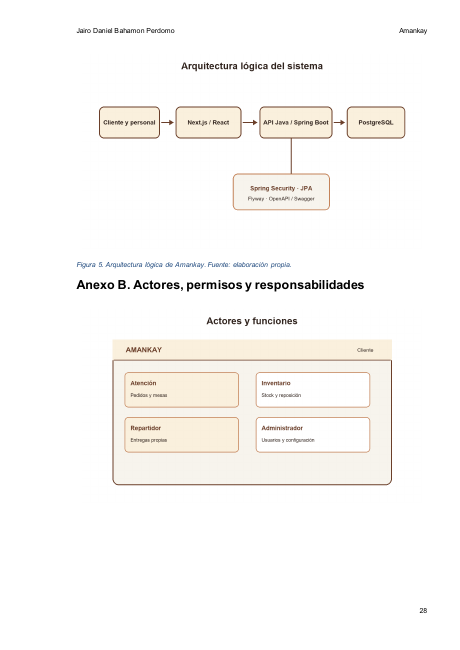 Jairo Daniel Bahamon Perdomo
Amankay
Arquitectura lógica del sistema
Cliente y personal
Next.js / React
API Java / Spring Boot
PostgreSQL
Spring Security · JPA
Flyway · OpenAPI / Swagger
Figura 5. Arquitectura lógica de Amankay. Fuente: elaboración propia.
Anexo B. Actores, permisos y responsabilidades
Actores y funciones
AMANKAY
Cliente
Atención
Pedidos y mesas
Inventario
Stock y reposición
Repartidor
Entregas propias
Administrador
Usuarios y configuración
28